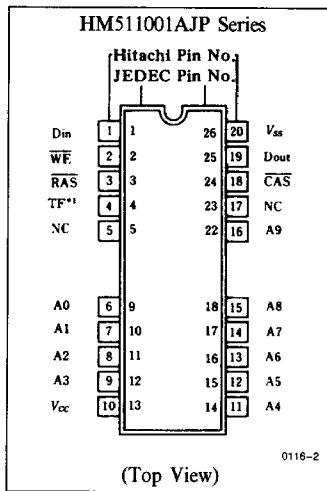 HM511001AJP Series
Hitachi Pin No.
JEDEC Pin No.
Din 1 1 26 20 Vss
WE 2 2 25 19 Dout
RAS 3 3 24 18 CAS
TF*1 4 4 23 17 NC
NC 5 5 22 16 A9
A0 6 9 18 15 A8
A1 7 10 17 14 A7
A2 8 11 16 13 A6
A3 9 12 15 12 A5
Vcc 10 13 14 11 A4
0116-2
(Top View)